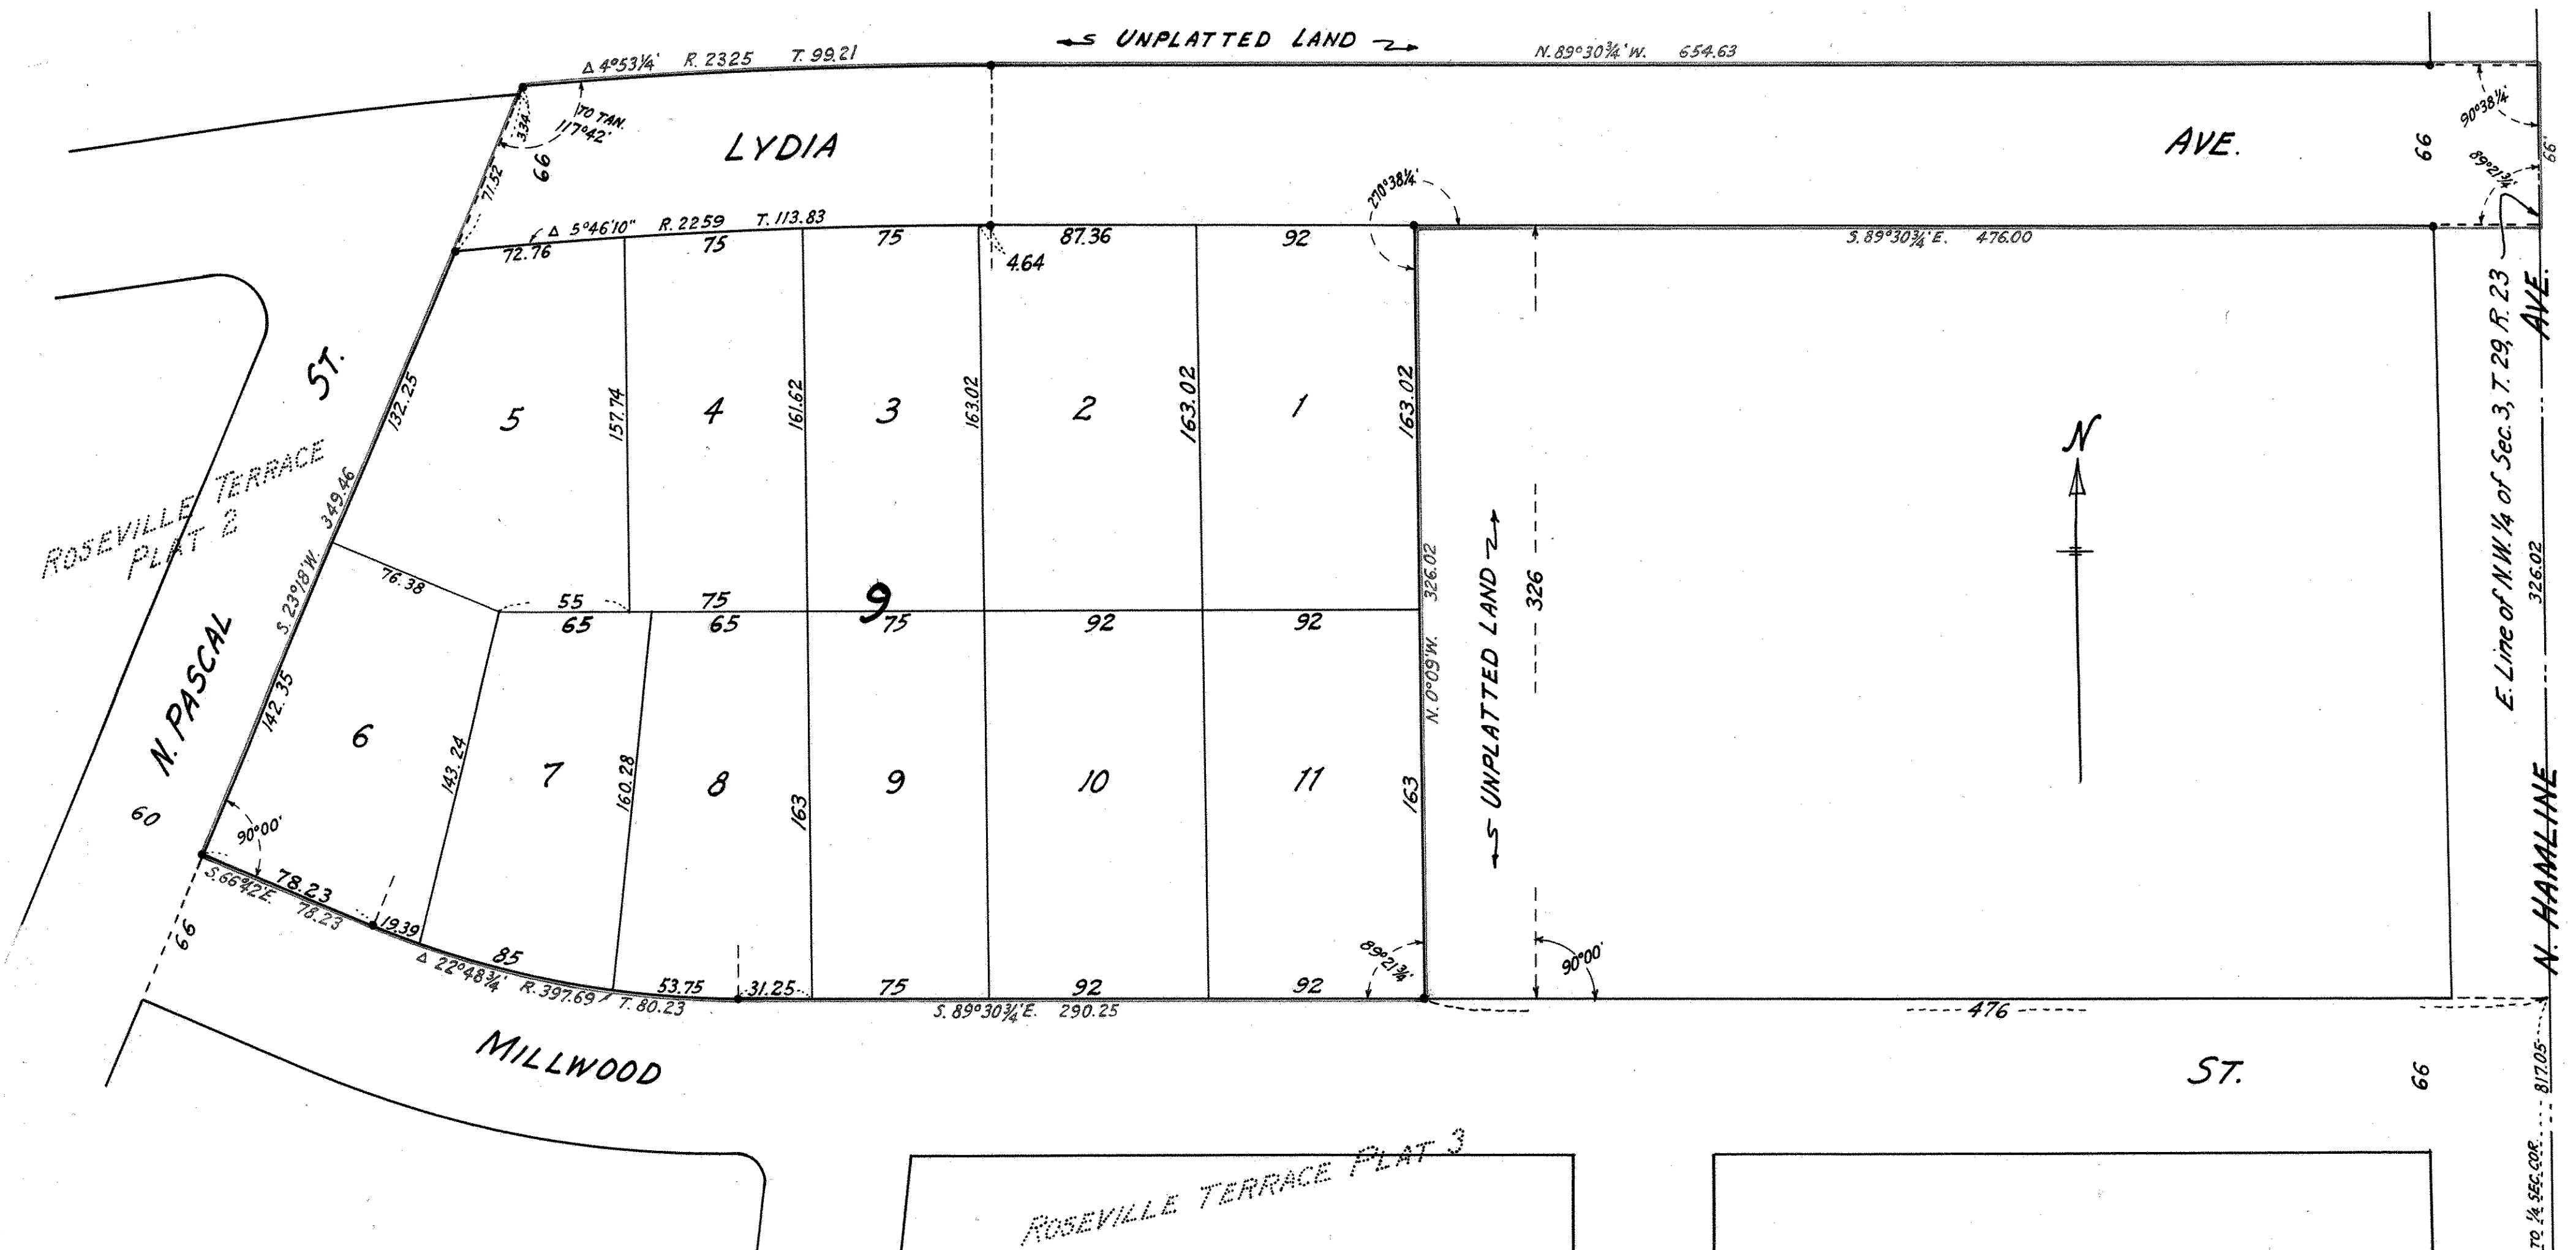 UNPLATTED LAND
Δ 4°53¼' R. 2325 T. 99.21
N. 89°30¾' W. 654.63
TO TAN.
117°42'
334
66
71.52
LYDIA
AVE.
66
90°38¼'
66'
89°21¾'
270°38¼'
Δ 5°46'10" R. 2259 T. 113.83
72.76
75
75
4.64
87.36
92
S. 89°30¾' E. 476.00
ST.
132.25
5
157.74
4
161.62
3
163.02
2
163.02
1
163.02
N
E. Line of N.W. ¼ of Sec. 3, T. 29, R. 23
AVE.
ROSEVILLE TERRACE
PLAT 2
349.46
S. 23°18' W.
76.38
55
75
9
65
65
75
92
92
326.02
N. 0°09' W.
UNPLATTED LAND
326
326.02
N. PASCAL
142.35
6
143.24
7
160.28
8
163
9
10
11
163
N. HAMLINE
60
90°00'
78.23
S. 66°42' E. 78.23
66
19.39
85
Δ 22°48¾' R. 397.69 T. 80.23
53.75
31.25
75
92
92
89°21¾'
90°00'
S. 89°30¾' E. 290.25
476
MILLWOOD
ST.
66
817.05
TO ¼ SEC. COR.
ROSEVILLE TERRACE PLAT 3